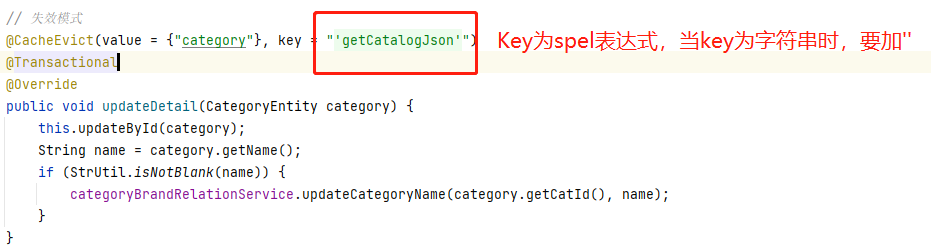 // 失效模式
@CacheEvict(value = {"category"}, key = "'getCatalogJson'") Key为spel表达式，当key为字符串时，要加''
@Transactional
@Override
public void updateDetail(CategoryEntity category) {
    this.updateById(category);
    String name = category.getName();
    if (StrUtil.isNotBlank(name)) {
        categoryBrandRelationService.updateCategoryName(category.getCatId(), name);
    }
}